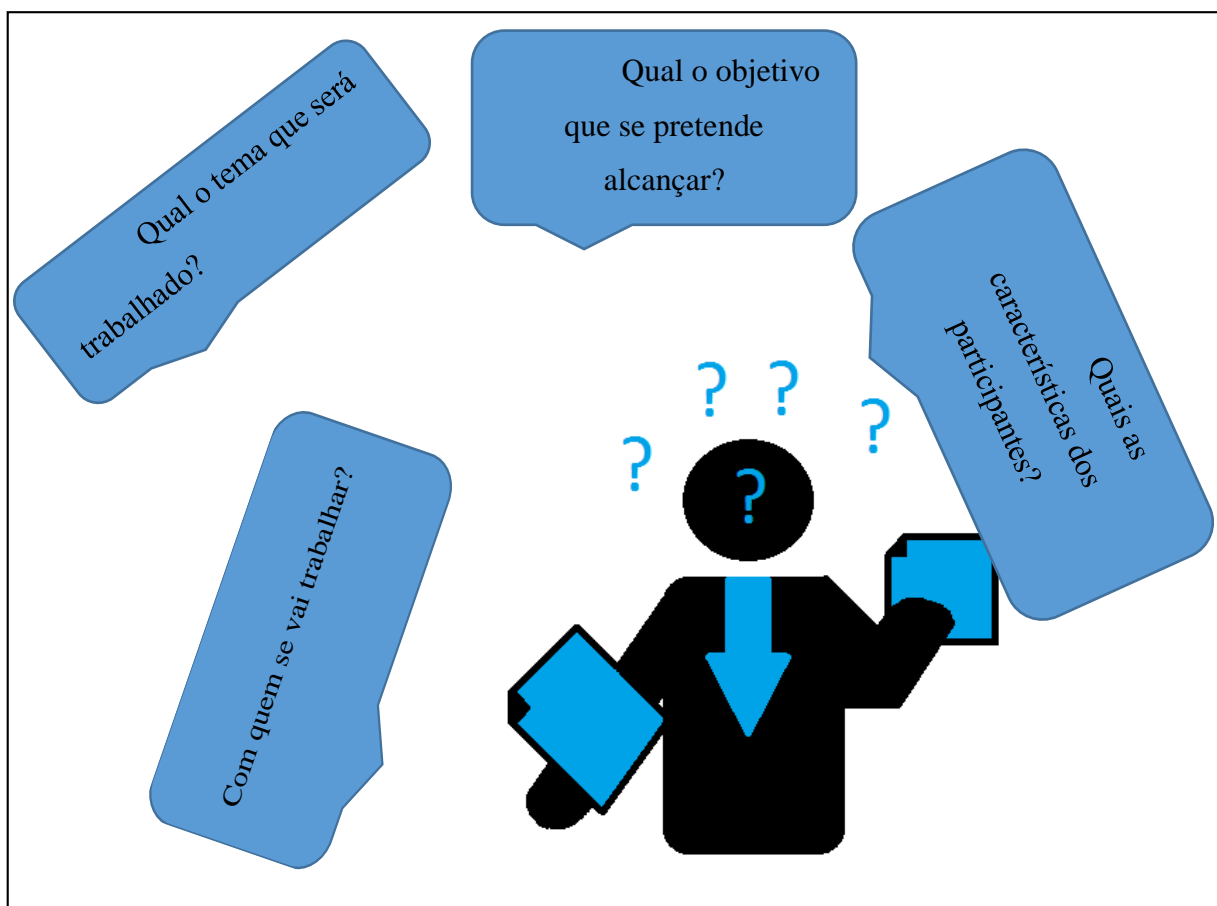 Qual o tema que será
trabalhado?
Qual o objetivo
que se pretende
alcançar?
Quais as
características dos
participantes?
Com quem se vai trabalhar?
?
?
?
?
?